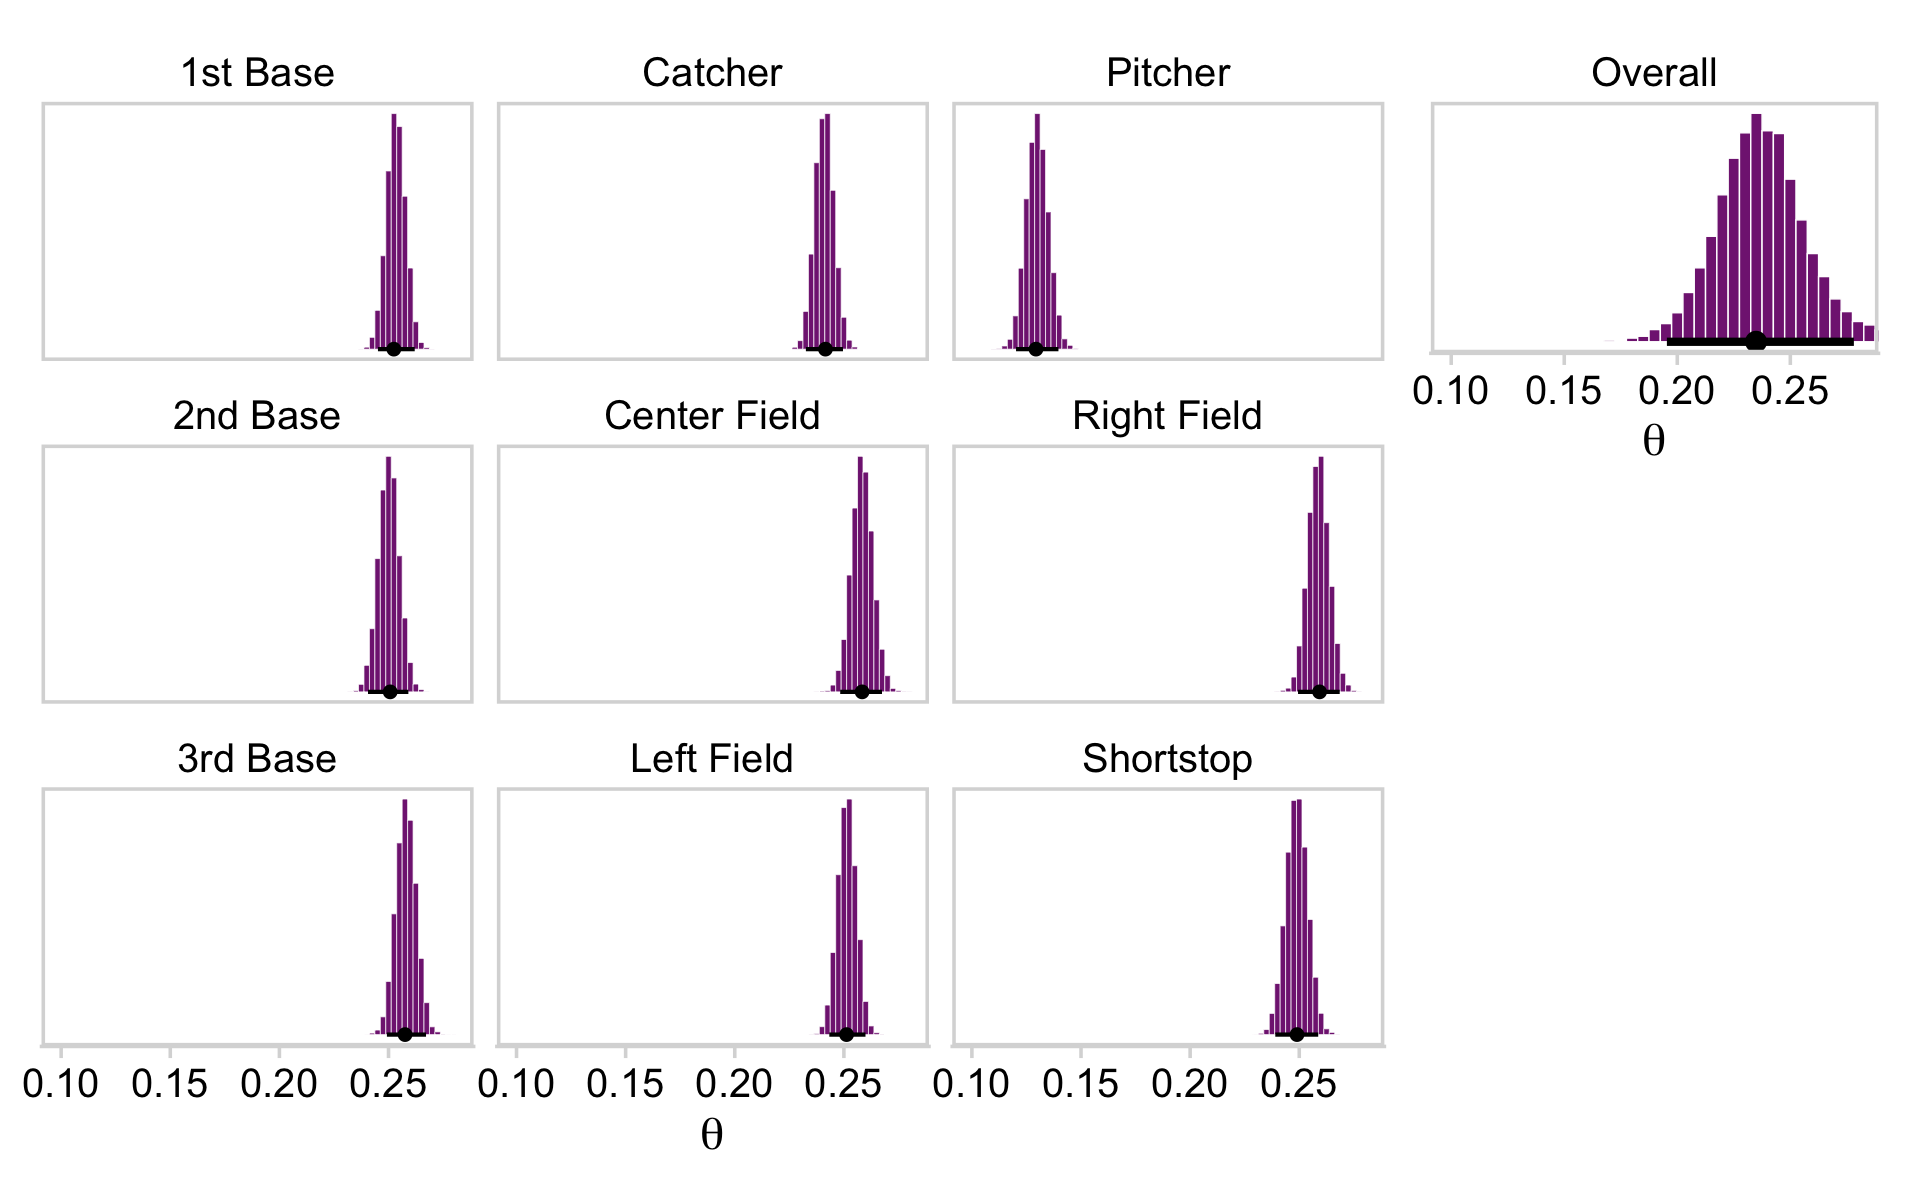 1st Base
Catcher
Pitcher
Overall
0.10 0.15 0.20 0.25
θ
2nd Base
Center Field
Right Field
3rd Base
Left Field
Shortstop
0.10 0.15 0.20 0.25
0.10 0.15 0.20 0.25
0.10 0.15 0.20 0.25
θ